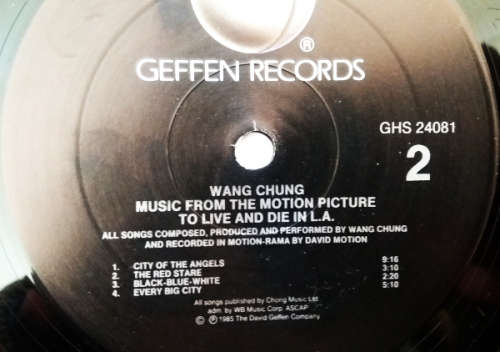 ®
GEFFEN RECORDS
GHS 24081
2
WANG CHUNG
MUSIC FROM THE MOTION PICTURE
TO LIVE AND DIE IN L.A.
ALL SONGS COMPOSED, PRODUCED AND PERFORMED BY WANG CHUNG
AND RECORDED IN MOTION-RAMA BY DAVID MOTION
1. CITY OF THE ANGELS 9:16
2. THE RED STARE 3:10
3. BLACK-BLUE-WHITE 2:20
4. EVERY BIG CITY 5:10
All songs published by Chong Music Ltd
adm. by WB Music Corp. ASCAP
© ℗ 1985 The David Geffen Company